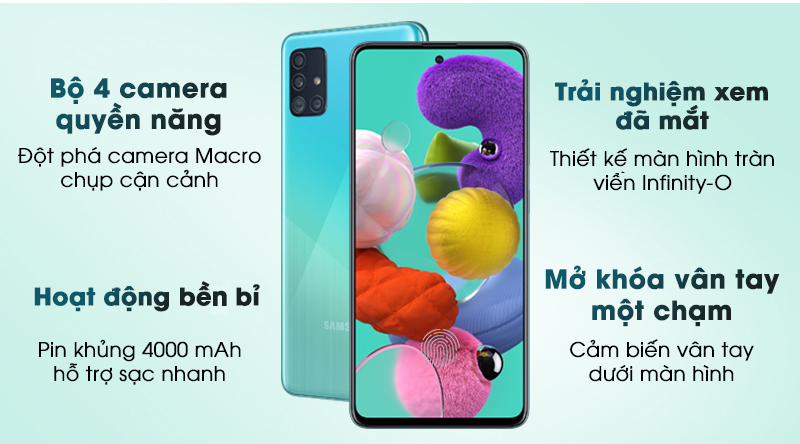 Bộ 4 camera
quyền năng
Đột phá camera Macro
chụp cận cảnh
Hoạt động bền bỉ
Pin khủng 4000 mAh
hỗ trợ sạc nhanh
SAMS
Trải nghiệm xem
đã mắt
Thiết kế màn hình tràn
viền Infinity-O
Mở khóa vân tay
một chạm
Cảm biến vân tay
dưới màn hình